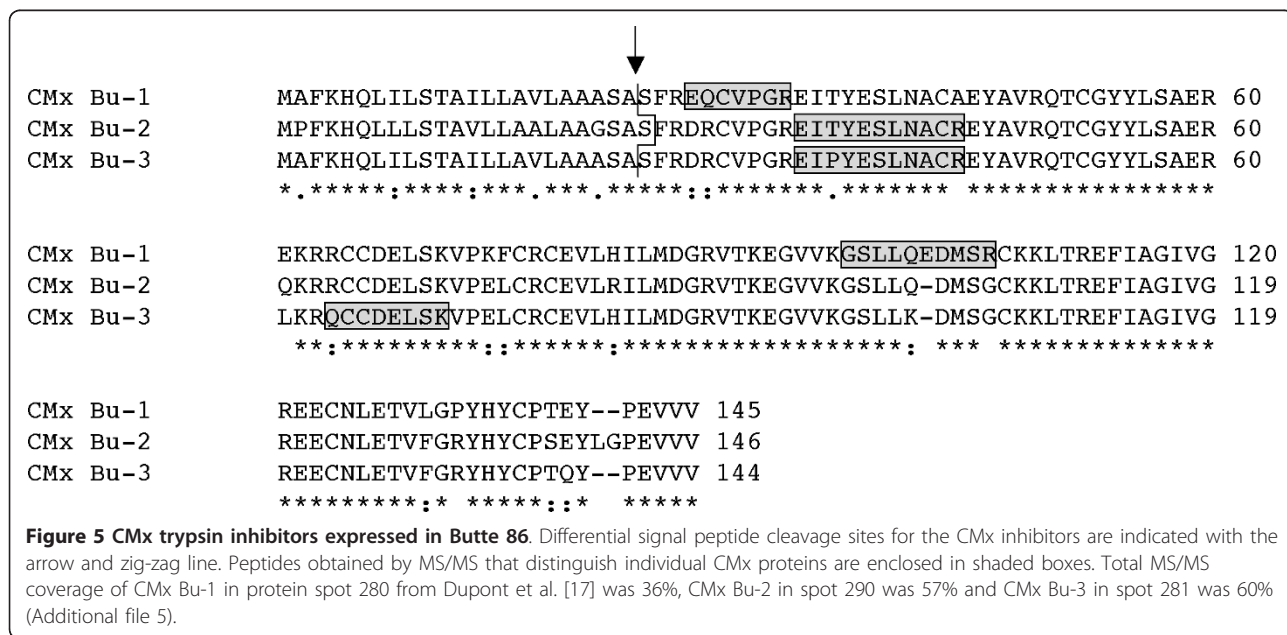 CMx Bu-1 MAFKHQLILSTAILLAVLAAASASFREQCVPGREITYESLNACAEYAVRQTCGYYLSAER 60
CMx Bu-2 MPFKHQLLLSTAVLLAALAAGSASFRDRCVPGREITYESLNACREYAVRQTCGYYLSAER 60
CMx Bu-3 MAFKHQLILSTAILLAVLAAASASFRDRCVPGREIPYESLNACREYAVRQTCGYYLSAER 60
*.*****:****:***.***.*****::*******.******* ****************
CMx Bu-1 EKRRCCDELSKVPKFCRCEVLHILMDGRVTKEGVVKGSLLQEDMSRCKKLTREFIAGIVG 120
CMx Bu-2 QKRRCCDELSKVPELCRCEVLRILMDGRVTKEGVVKGSLLQ-DMSGCKKLTREFIAGIVG 119
CMx Bu-3 LKRQCCDELSKVPELCRCEVLHILMDGRVTKEGVVKGSLLK-DMSGCKKLTREFIAGIVG 119
**:*********::******:******************: *** **************
CMx Bu-1 REECNLETVLGPYHYCPTEY--PEVVV 145
CMx Bu-2 REECNLETVFGRYHYCPSEYLGPEVVV 146
CMx Bu-3 REECNLETVFGRYHYCPTQY--PEVVV 144
*********:* *****::* *****
Figure 5 CMx trypsin inhibitors expressed in Butte 86. Differential signal peptide cleavage sites for the CMx inhibitors are indicated with the
arrow and zig-zag line. Peptides obtained by MS/MS that distinguish individual CMx proteins are enclosed in shaded boxes. Total MS/MS
coverage of CMx Bu-1 in protein spot 280 from Dupont et al. [17] was 36%, CMx Bu-2 in spot 290 was 57% and CMx Bu-3 in spot 281 was 60%
(Additional file 5).